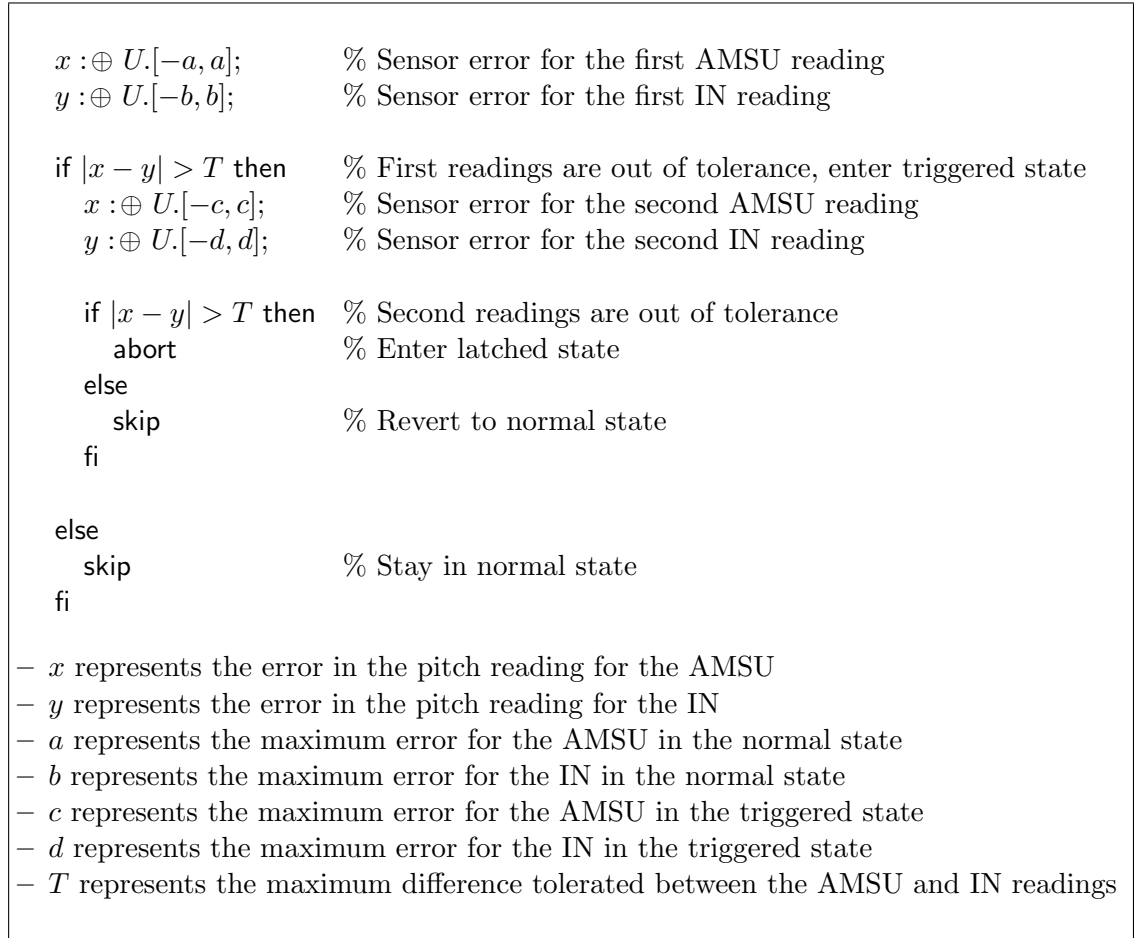 x :⊕ U.[−a, a]; % Sensor error for the first AMSU reading
y :⊕ U.[−b, b]; % Sensor error for the first IN reading
if |x − y| > T then % First readings are out of tolerance, enter triggered state
x :⊕ U.[−c, c]; % Sensor error for the second AMSU reading
y :⊕ U.[−d, d]; % Sensor error for the second IN reading
if |x − y| > T then % Second readings are out of tolerance
abort % Enter latched state
else
skip % Revert to normal state
fi
else
skip % Stay in normal state
fi
– x represents the error in the pitch reading for the AMSU
– y represents the error in the pitch reading for the IN
– a represents the maximum error for the AMSU in the normal state
– b represents the maximum error for the IN in the normal state
– c represents the maximum error for the AMSU in the triggered state
– d represents the maximum error for the IN in the triggered state
– T represents the maximum difference tolerated between the AMSU and IN readings